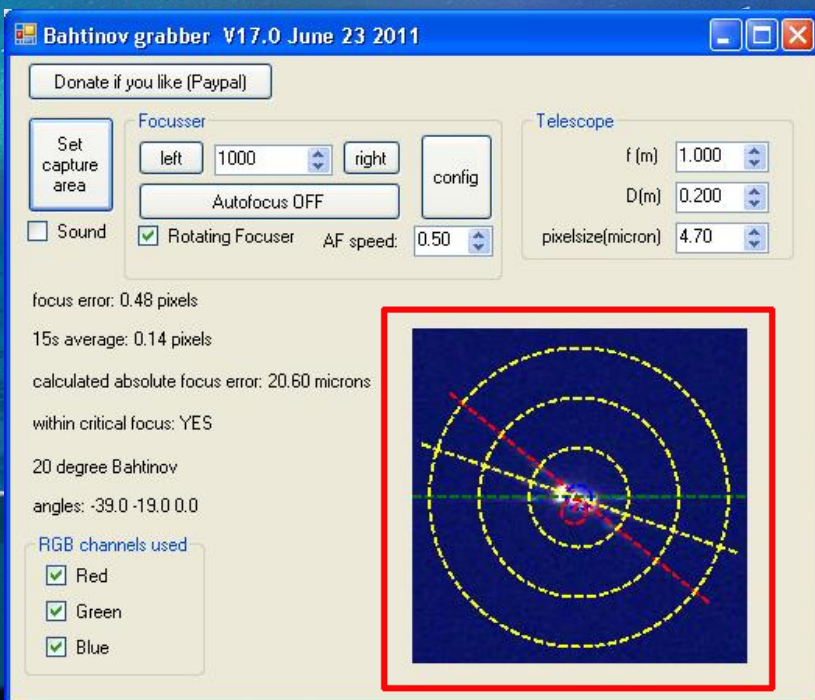 Bahtinov grabber V17.0 June 23 2011
Donate if you like (Paypal)
Set
capture
area
Sound
Focusser
left 1000 right
config
Autofocus OFF
Rotating Focuser AF speed: 0.50
Telescope
f (m) 1.000
D(m) 0.200
pixelsize(micron) 4.70
focus error: 0.48 pixels
15s average: 0.14 pixels
calculated absolute focus error: 20.60 microns
within critical focus: YES
20 degree Bahtinov
angles: -39.0 -19.0 0.0
RGB channels used
Red
Green
Blue